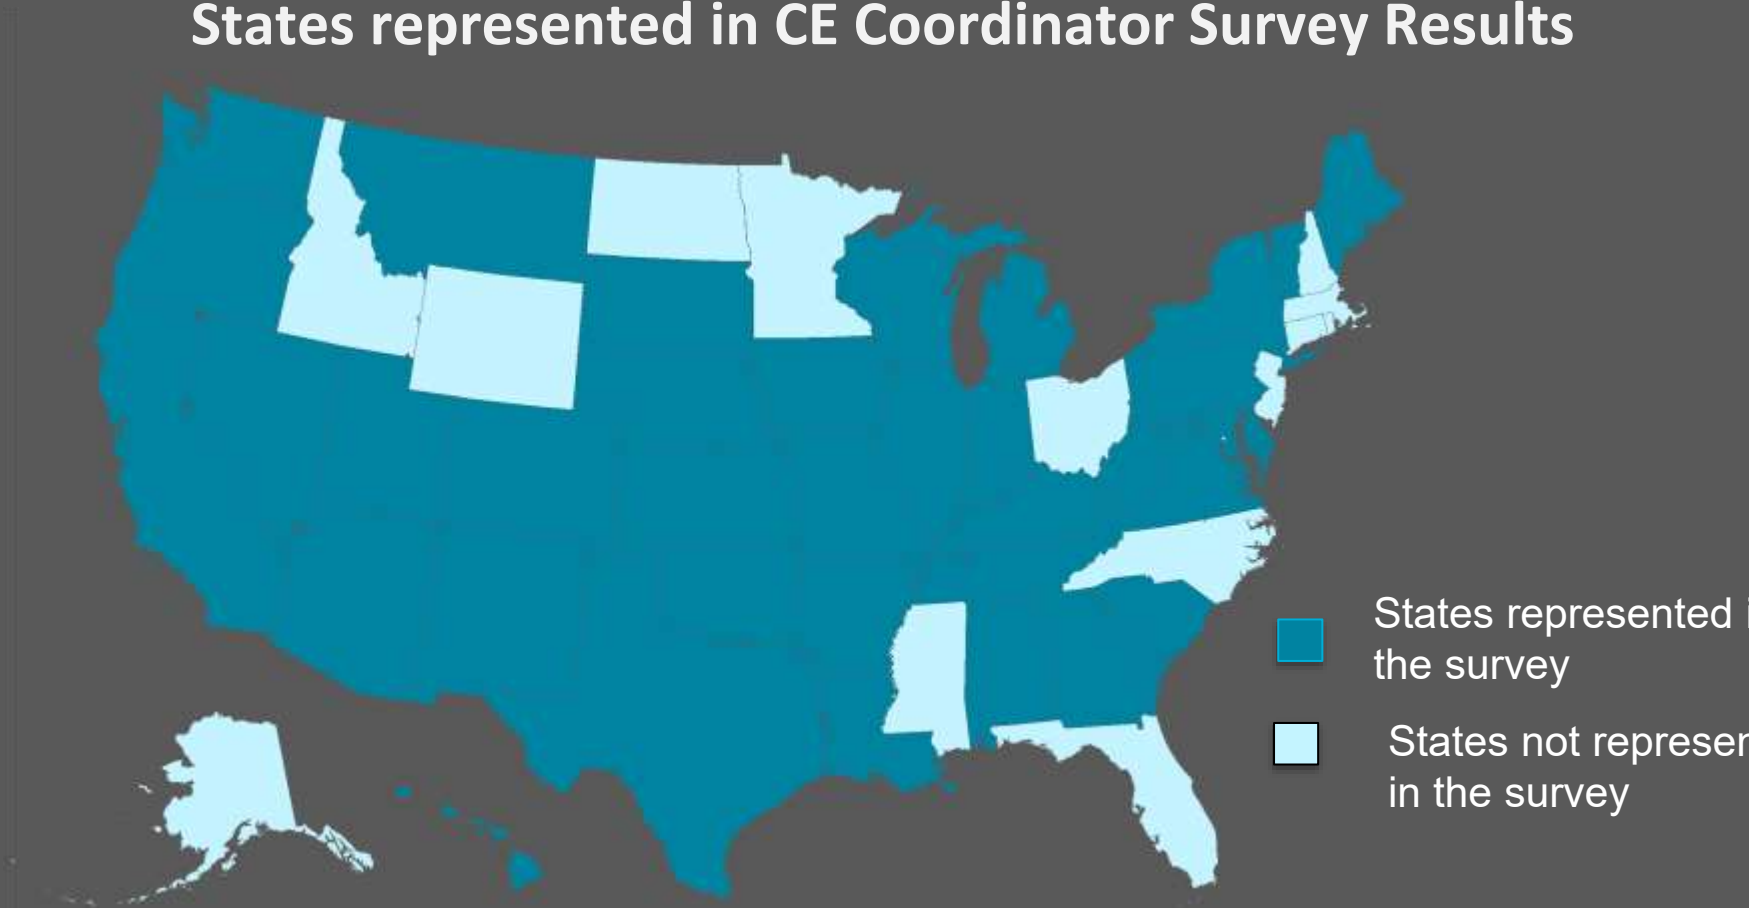 States represented in CE Coordinator Survey Results
States represented
the survey
States not
in the survey